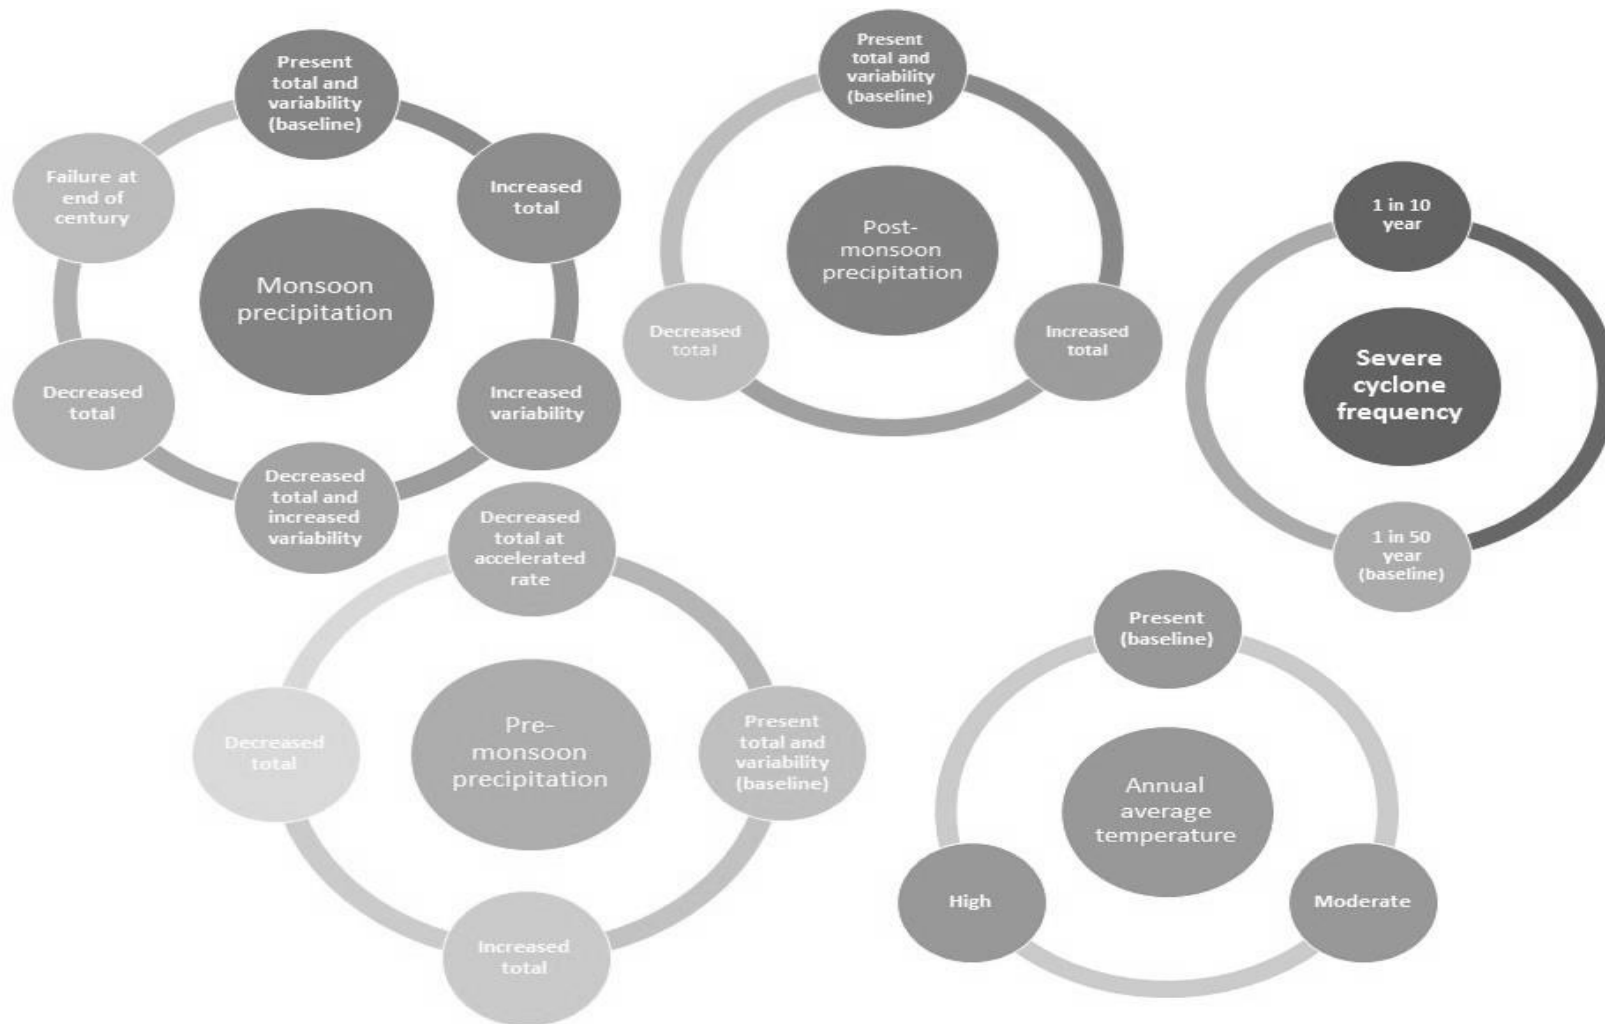 Present
total and
variability
(baseline)
Increased
total
Increased
variability
Decreased
total and
increased
variability
Decreased
total
Failure at
end of
century
Monsoon
precipitation
Present
total and
variability
(baseline)
Increased
total
Decreased
total
Post-
monsoon
precipitation
1 in 10
year
Severe
cyclone
frequency
1 in 50
year
(baseline)
Decreased
total at
accelerated
rate
Present
total and
variability
(baseline)
Increased
total
Decreased
total
Pre-
monsoon
precipitation
Present
(baseline)
Moderate
High
Annual
average
temperature